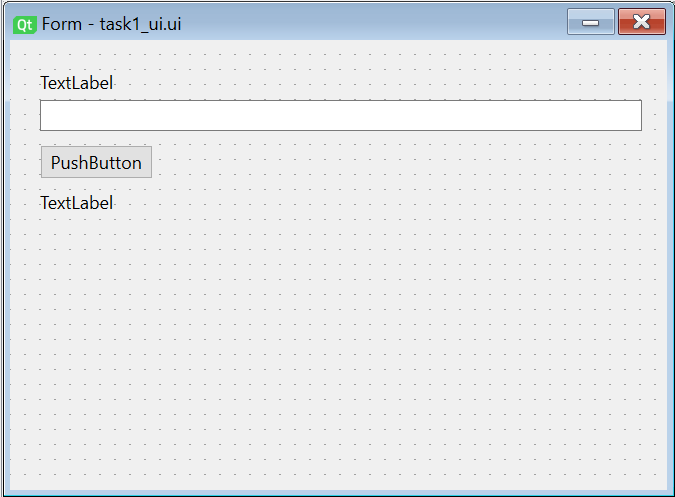 Qt Form - task1_ui.ui
TextLabel
PushButton
TextLabel